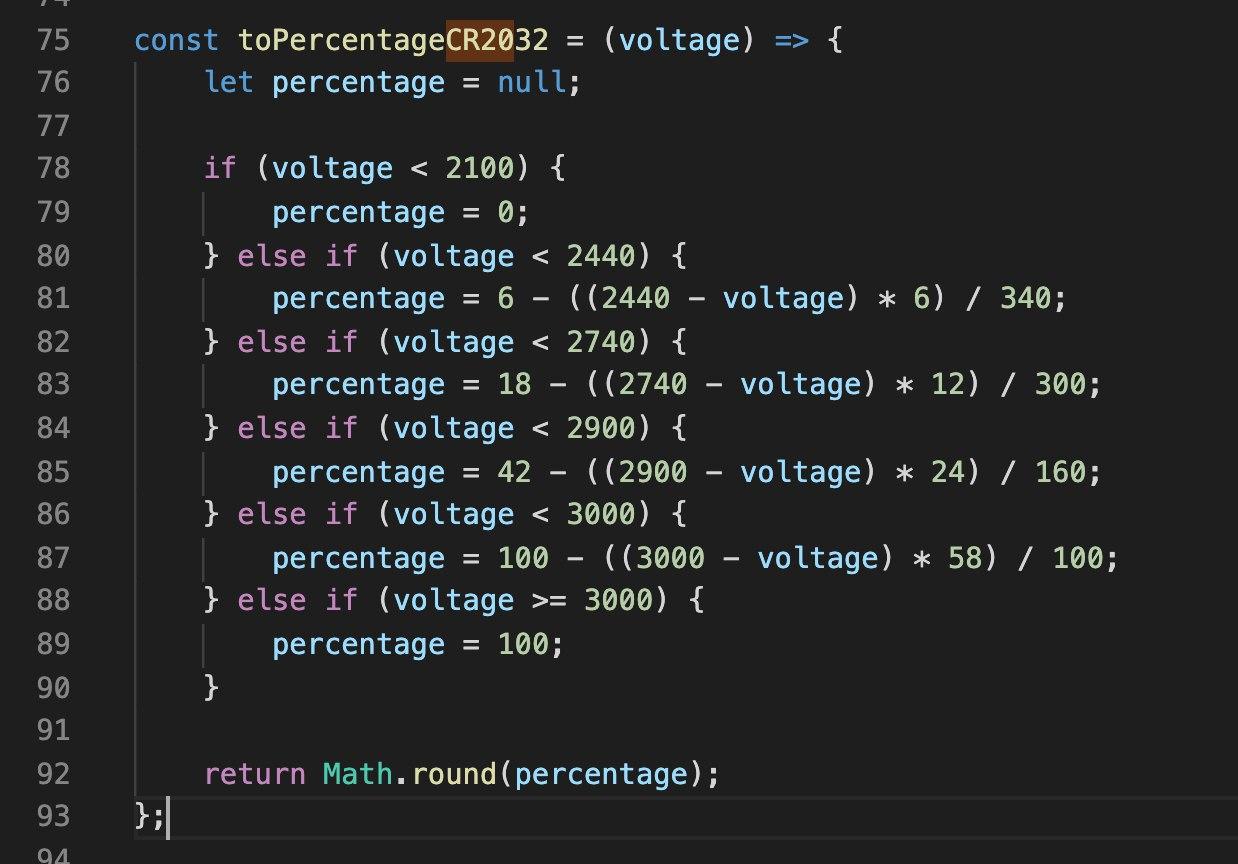 74
75 const toPercentageCR2032 = (voltage) => {
76 let percentage = null;
77
78 if (voltage < 2100) {
79 percentage = 0;
80 } else if (voltage < 2440) {
81 percentage = 6 - ((2440 - voltage) * 6) / 340;
82 } else if (voltage < 2740) {
83 percentage = 18 - ((2740 - voltage) * 12) / 300;
84 } else if (voltage < 2900) {
85 percentage = 42 - ((2900 - voltage) * 24) / 160;
86 } else if (voltage < 3000) {
87 percentage = 100 - ((3000 - voltage) * 58) / 100;
88 } else if (voltage >= 3000) {
89 percentage = 100;
90 }
91
92 return Math.round(percentage);
93 };
94